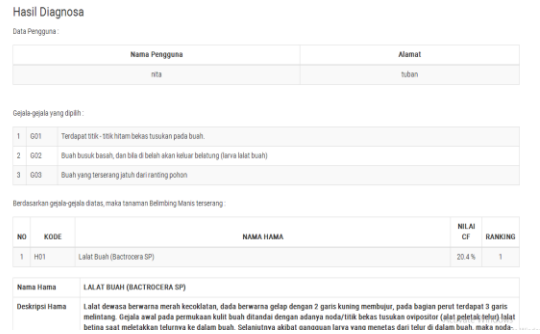 Hasil Diagnosa
Data Pengguna :
Nama Pengguna Alamat
nita tuban
Gejala-gejala yang dipilih :
1 G01 Terdapat titik - titik hitam bekas tusukan pada buah.
2 G02 Buah busuk basah, dan bila di belah akan keluar belatung (larva lalat buah)
3 G03 Buah yang terserang jatuh dari ranting pohon
Berdasarkan gejala-gejala diatas, maka tanaman Belimbing Manis terserang :
NO KODE NAMA HAMA NILAI CF RANKING
1 H01 Lalat Buah (Bactrocera SP) 20.4 % 1
Nama Hama LALAT BUAH (BACTROCERA SP)
Deskripsi Hama Lalat dewasa berwarna merah kecoklatan, dada berwarna gelap dengan 2 garis kuning membujur, pada bagian perut terdapat 3 garis
melintang. Gejala awal pada permukaan kulit buah ditandai dengan adanya noda/titik bekas tusukan ovipositor (alat peletak telur) lalat
betina saat meletakkan telurnya ke dalam buah. Selanjutnya akibat gangguan larva yang menetas dari telur di dalam buah, maka noda-